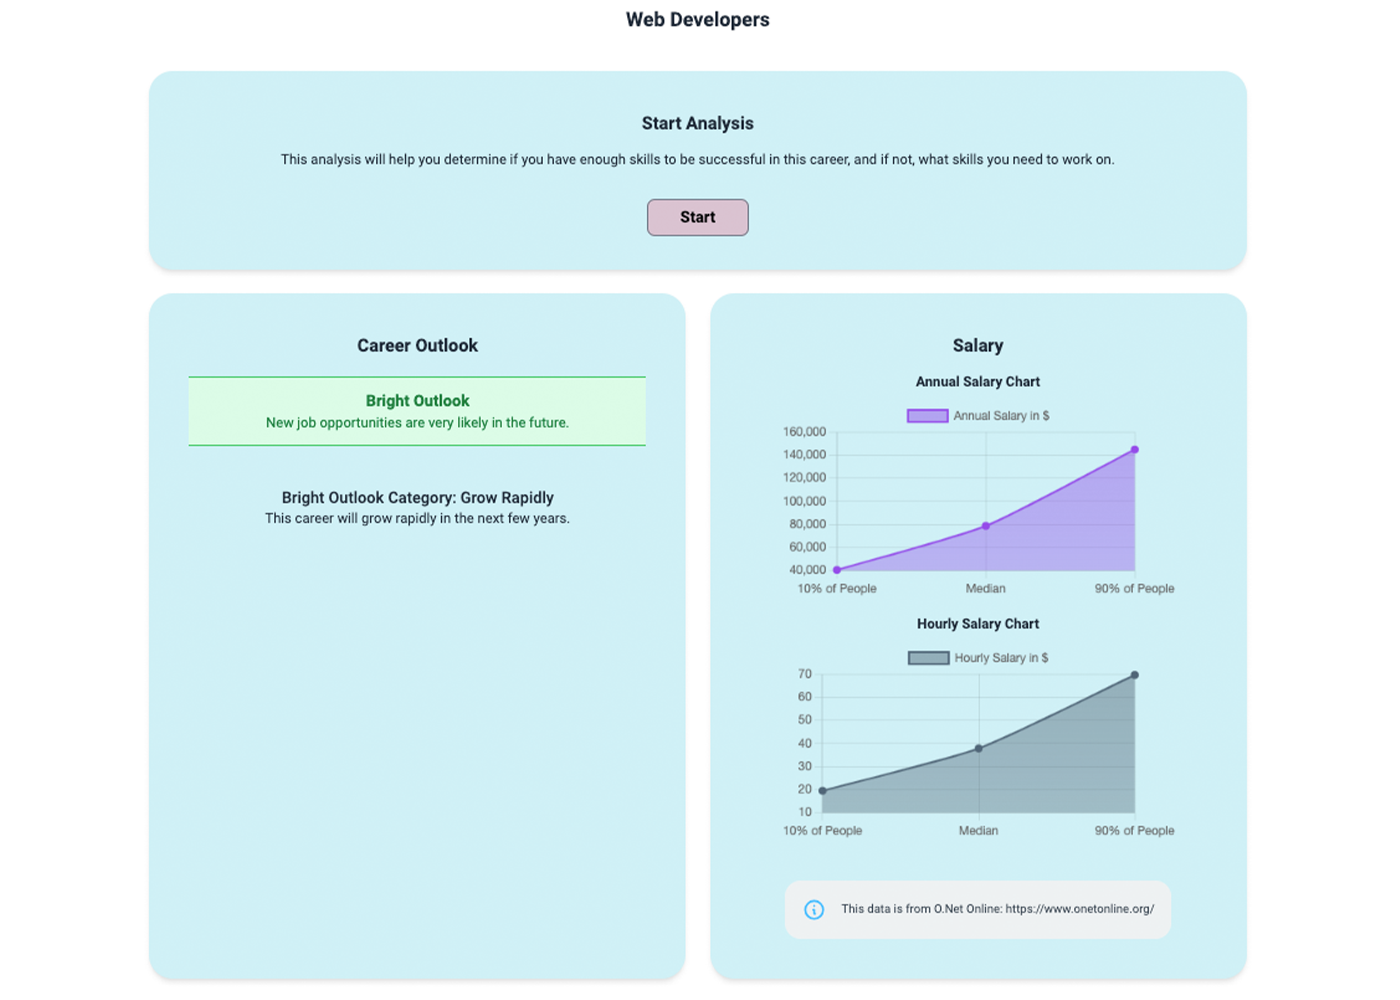 Web Developers
Start Analysis
This analysis will help you determine if you have enough skills to be successful in this career, and if not, what skills you need to work on.
Start
Career Outlook
Bright Outlook
New job opportunities are very likely in the future.
Bright Outlook Category: Grow Rapidly
This career will grow rapidly in the next few years.
Salary
Annual Salary Chart
Annual Salary in $
160,000
140,000
120,000
100,000
80,000
60,000
40,000
10% of People Median 90% of People
Hourly Salary Chart
Hourly Salary in $
70
60
50
40
30
20
10
10% of People Median 90% of People
This data is from O.Net Online: https://www.onetonline.org/